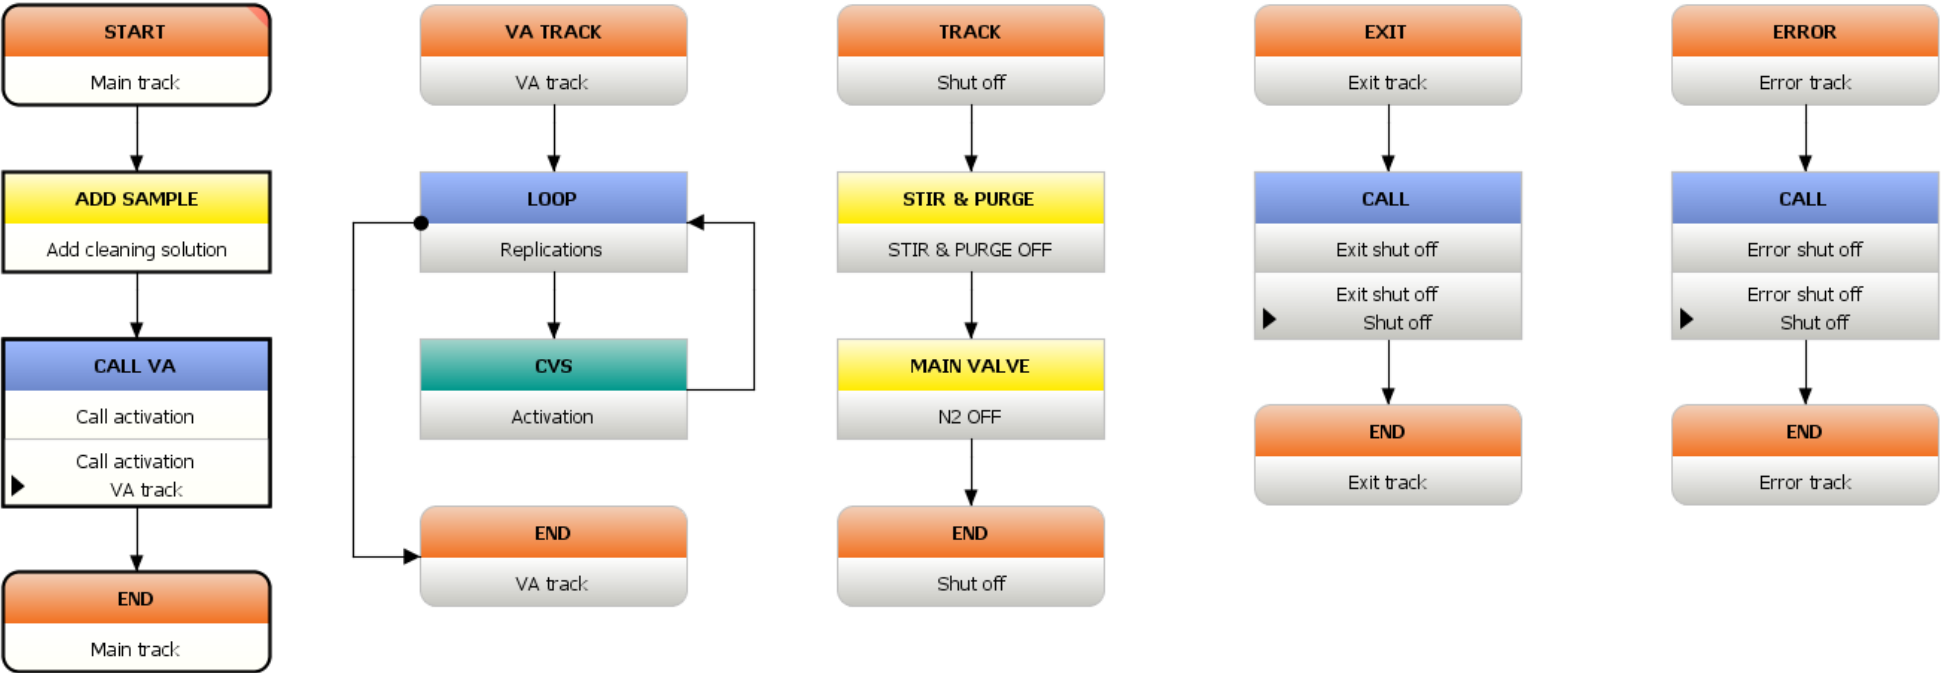 START
Main track
ADD SAMPLE
Add cleaning solution
CALL VA
Call activation
Call activation
VA track
END
Main track
VA TRACK
VA track
LOOP
Replications
CVS
Activation
END
VA track
TRACK
Shut off
STIR & PURGE
STIR & PURGE OFF
MAIN VALVE
N2 OFF
END
Shut off
EXIT
Exit track
CALL
Exit shut off
Exit shut off
Shut off
END
Exit track
ERROR
Error track
CALL
Error shut off
Error shut off
Shut off
END
Error track